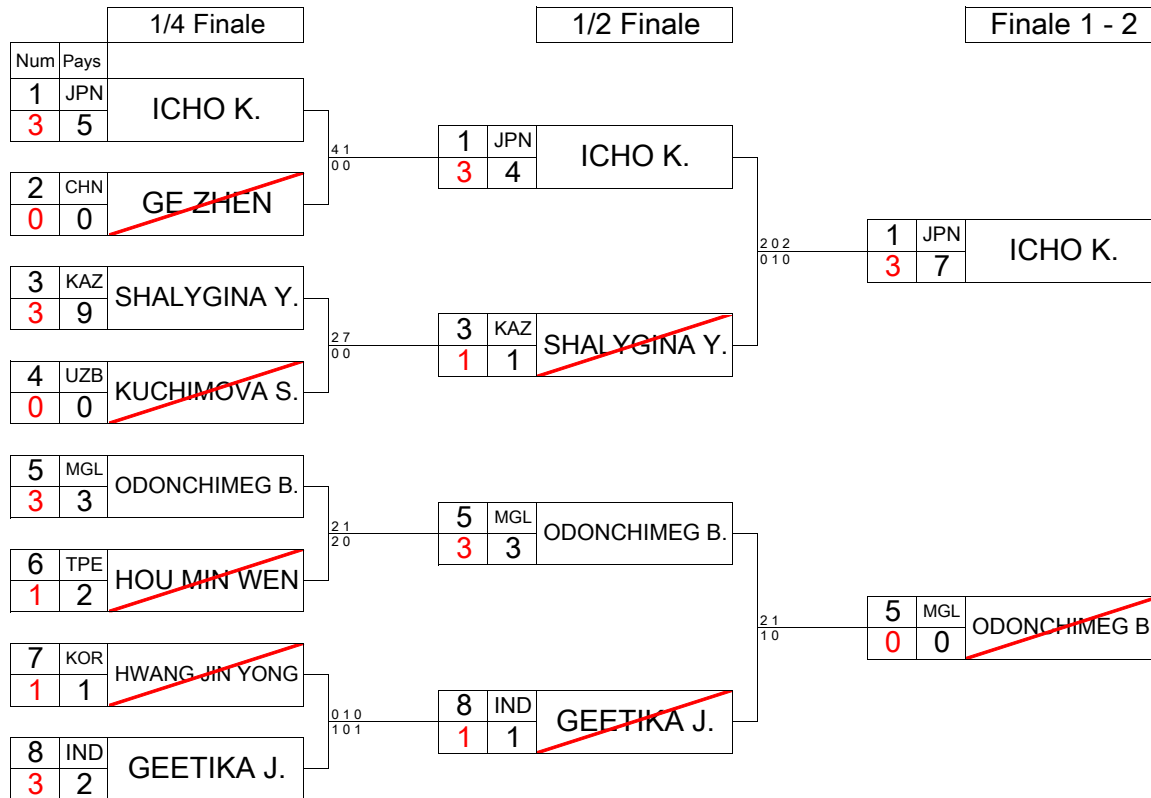 1/4 Finale
1/2 Finale
Finale 1 - 2
Num Pays
1 JPN ICHO K.
3 5
4 1
0 0
2 CHN GE ZHEN
0 0
3 KAZ SHALYGINA Y.
3 9
2 7
0 0
4 UZB KUCHIMOVA S.
0 0
5 MGL ODONCHIMEG B.
3 3
2 1
2 0
6 TPE HOU MIN WEN
1 2
7 KOR HWANG JIN YONG
1 1
0 1 0
1 0 1
8 IND GEETIKA J.
3 2
1 JPN ICHO K.
3 4
2 0 2
0 1 0
3 KAZ SHALYGINA Y.
1 1
5 MGL ODONCHIMEG B.
3 3
2 1
1 0
8 IND GEETIKA J.
1 1
1 JPN ICHO K.
3 7
5 MGL ODONCHIMEG B
0 0